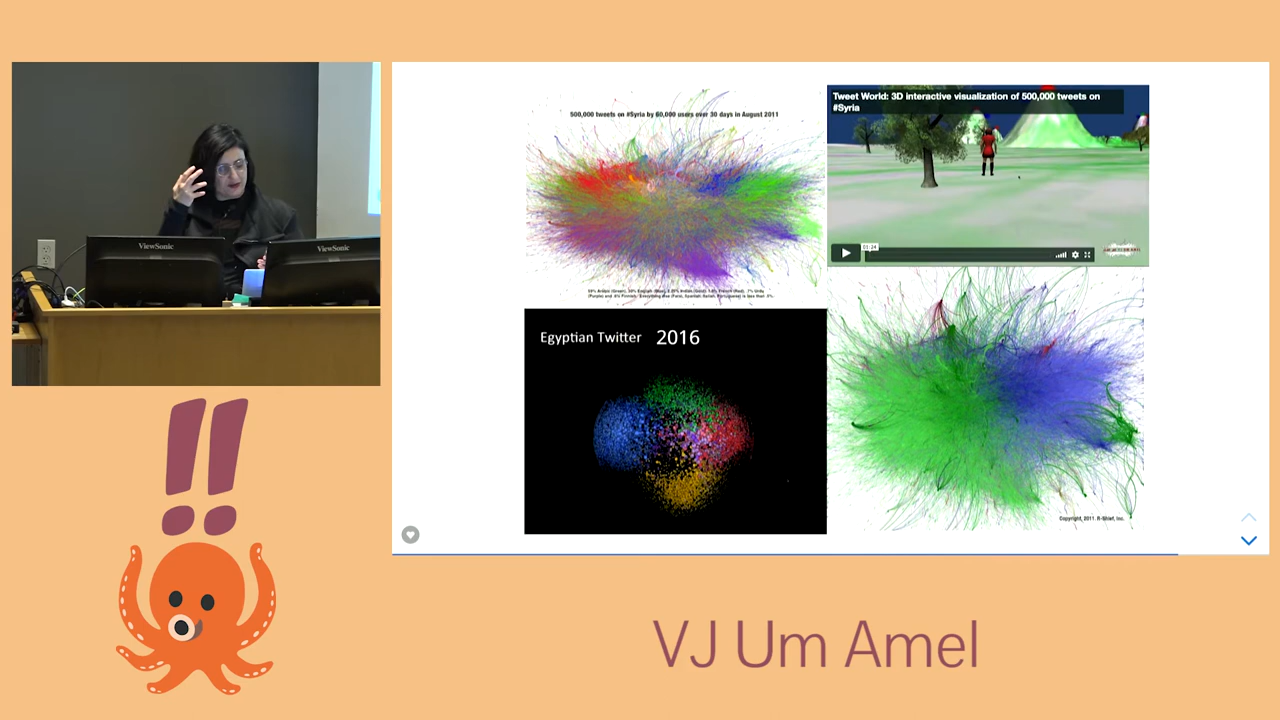 ViewSonic
ViewSonic
500,000 tweets on #Syria by 60,000 users over 30 days in August 2011
Tweet World: 3D interactive visualization of 500,000 tweets on
#Syria
01:24
Egyptian Twitter 2016
Copyright, 2011. R-Shief, Inc.
!!
VJ Um Amel